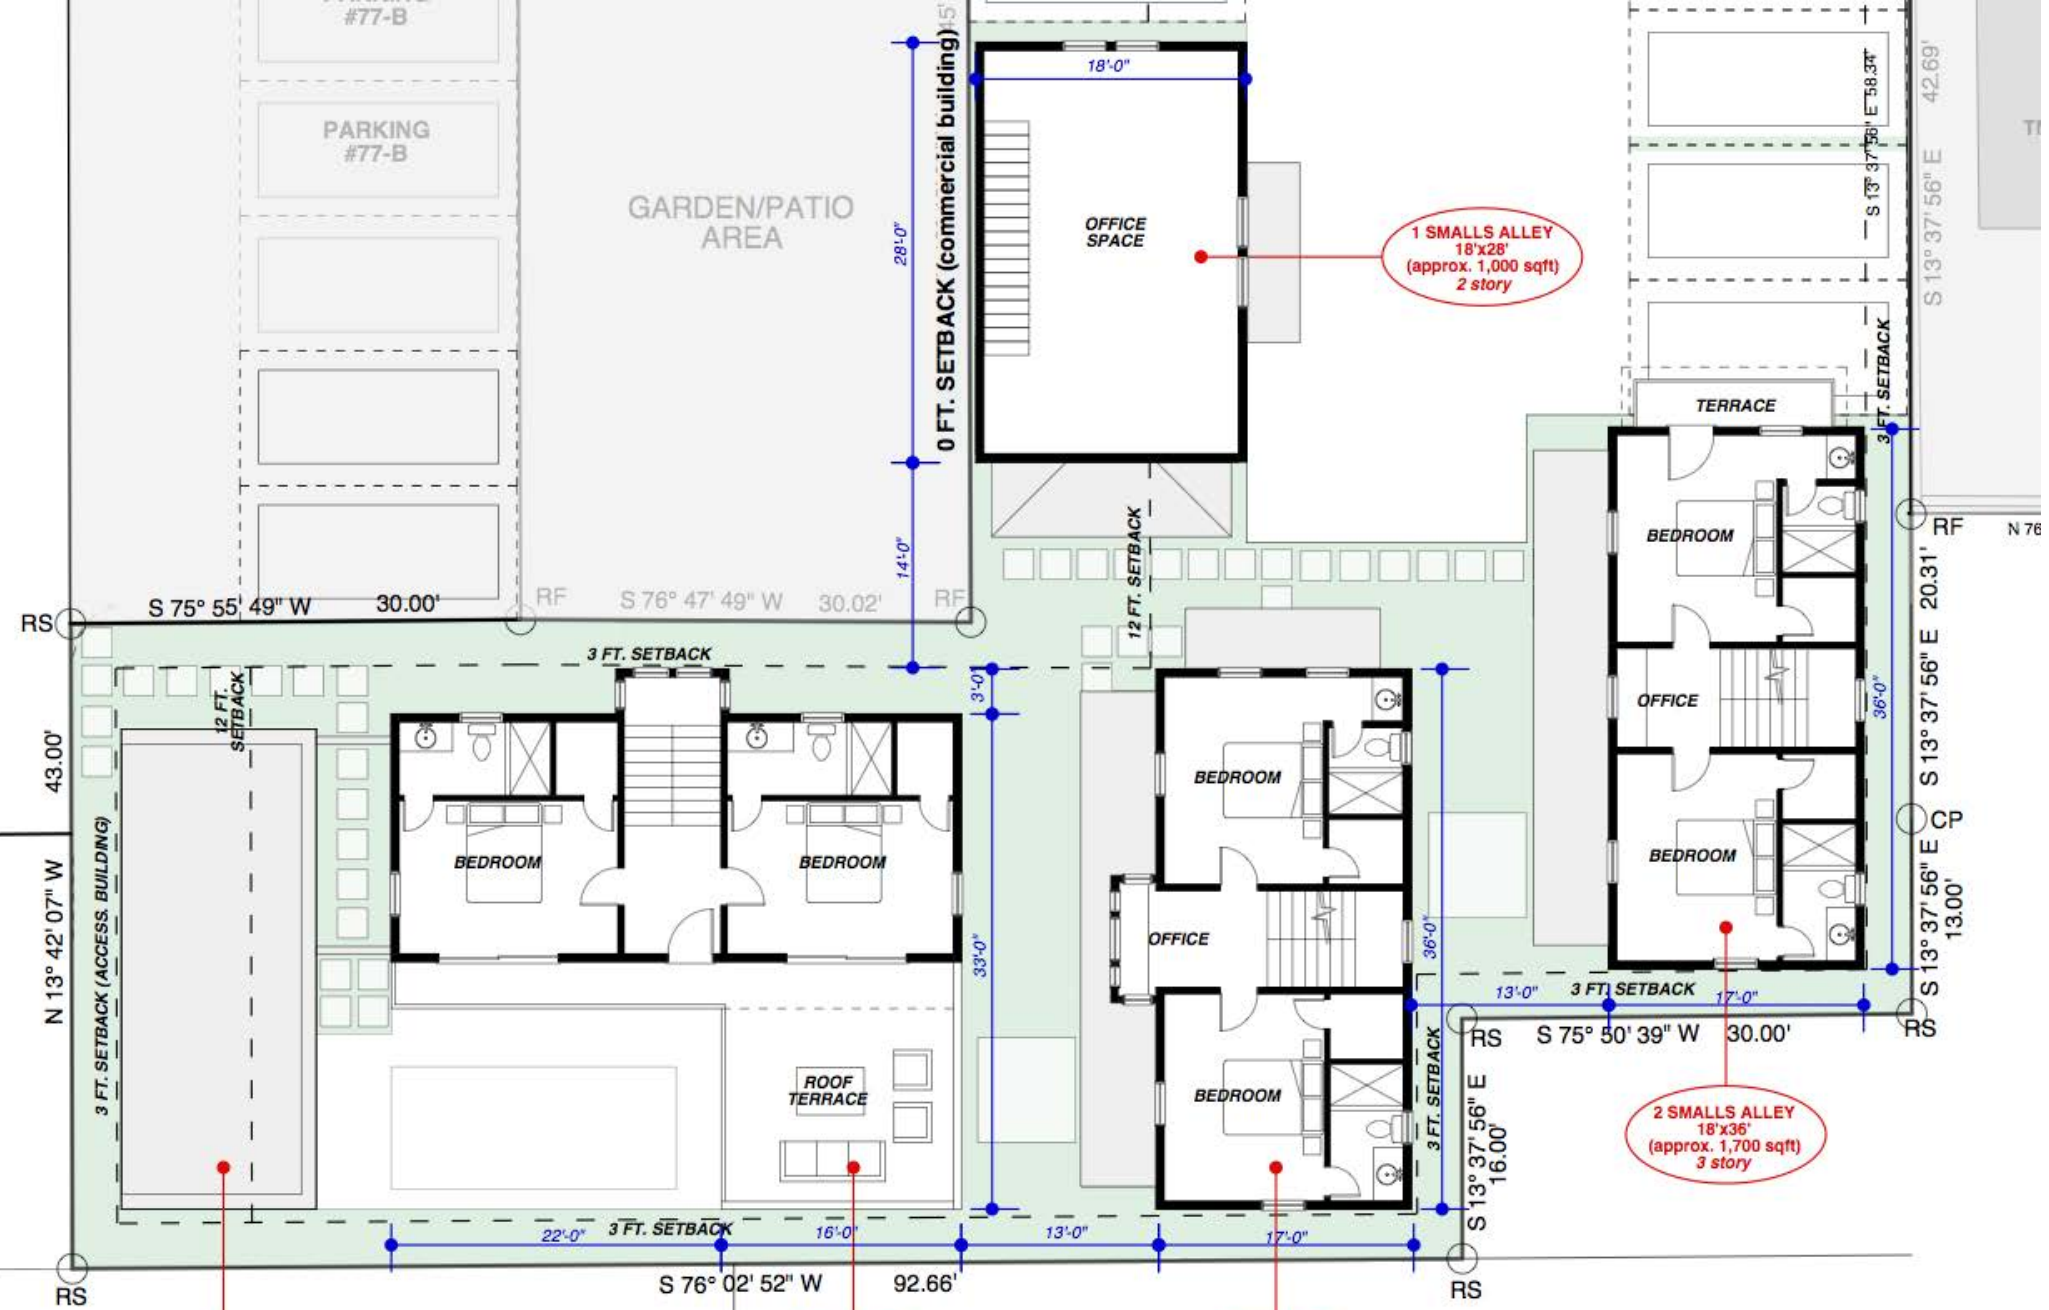 PARKING
#77-B
PARKING
#77-B
GARDEN/PATIO
AREA
45'
0 FT. SETBACK (commercial building)
28'-0"
14'-0"
18'-0"
OFFICE
SPACE
1 SMALLS ALLEY
18'x28'
(approx. 1,000 sqft)
2 story
S 13° 37' 56" E 58.34'
S 13° 37' 56" E 42.69'
3 FT. SETBACK
TERRACE
RF
N 76
BEDROOM
OFFICE
BEDROOM
36'-0"
S 13° 37' 56" E 20.31'
CP
S 13° 37' 56" E
13.00'
RS
S 75° 55' 49" W 30.00'
RF
S 76° 47' 49" W 30.02'
RF
12 FT. SETBACK
3 FT. SETBACK
12 FT.
SETBACK
3'-0"
43.00'
N 13° 42' 07" W
3 FT. SETBACK (ACCESS. BUILDING)
BEDROOM
BEDROOM
33'-0"
BEDROOM
OFFICE
BEDROOM
36'-0"
ROOF
TERRACE
13'-0"
3 FT. SETBACK
17'-0"
RS
S 75° 50' 39" W 30.00'
RS
3 FT. SETBACK
S 13° 37' 56" E
16.00'
2 SMALLS ALLEY
18'x36'
(approx. 1,700 sqft)
3 story
3 FT. SETBACK
22'-0"
16'-0"
13'-0"
17'-0"
RS
S 76° 02' 52" W 92.66'
RS